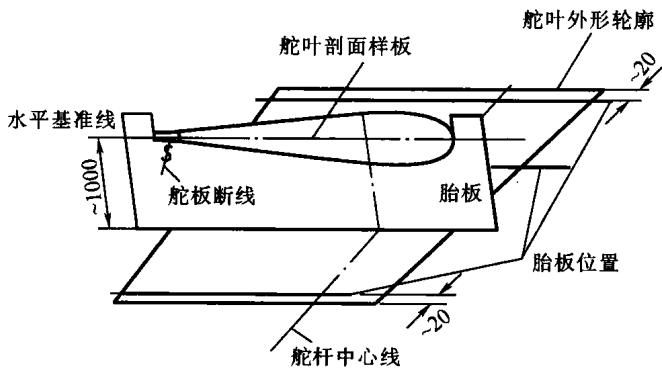 舵叶外形轮廓
舵叶剖面样板
~20
水平基准线
~1000
舵板断线
胎板
胎板位置
~20
舵杆中心线